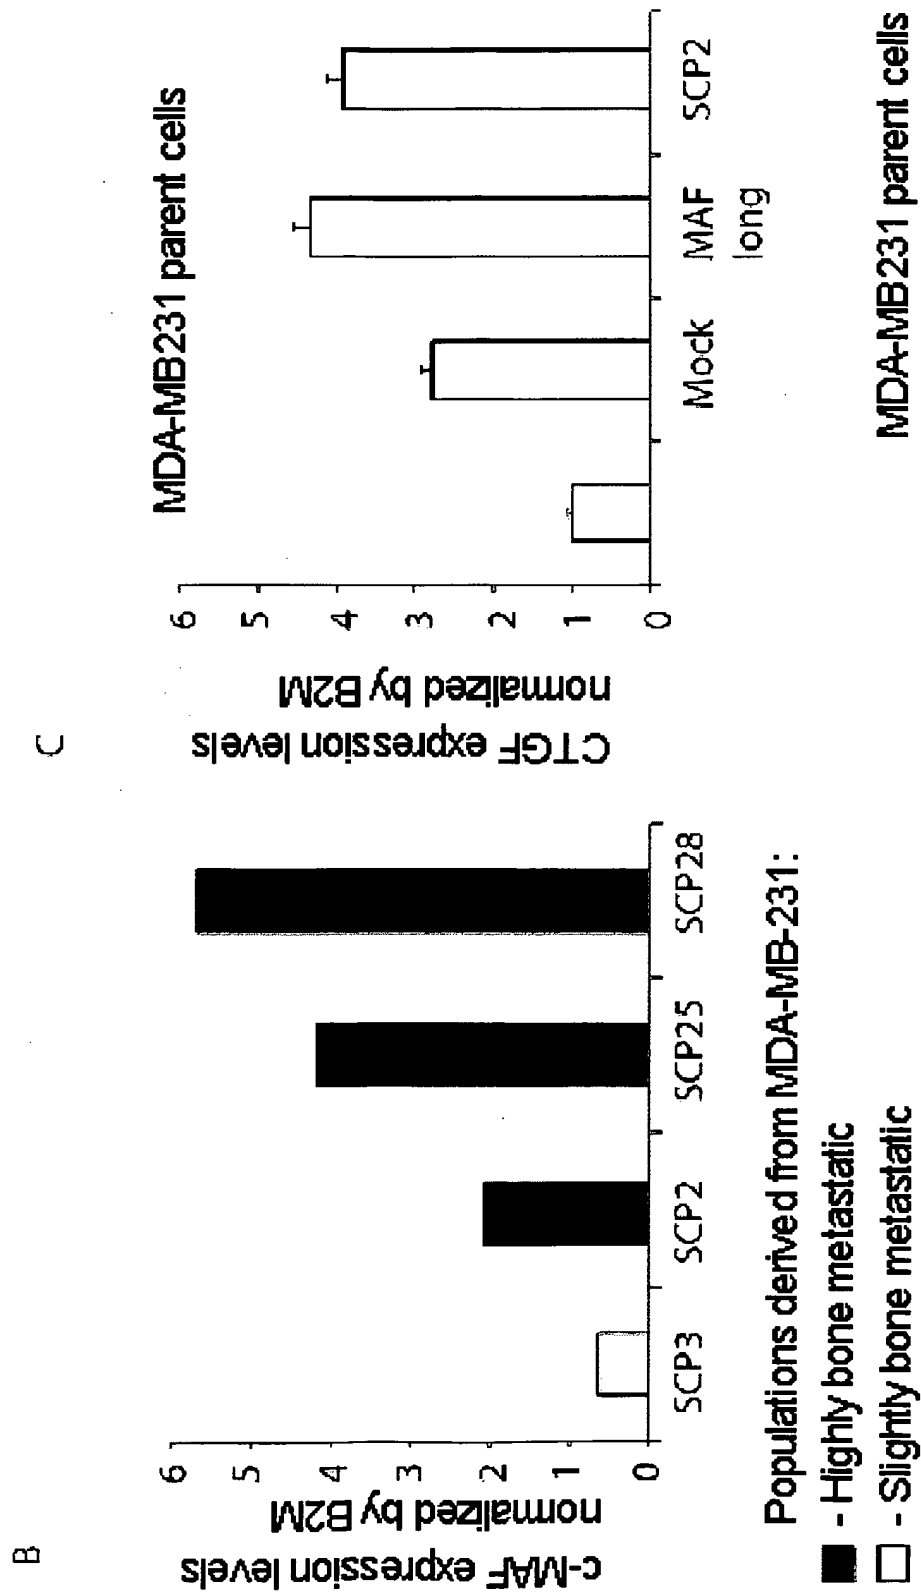 B
c-MAF expression levels
normalized by B2M
6
5
4
3
2
1
0
SCP3
SCP2
SCP25
SCP28
Populations derived from MDA-MB-231:
- Highly bone metastatic
- Slightly bone metastatic
C
MDA-MB231 parent cells
CTGF expression levels
normalized by B2M
6
5
4
3
2
1
0
Mock
MAF
long
SCP2
MDA-MB231 parent cells